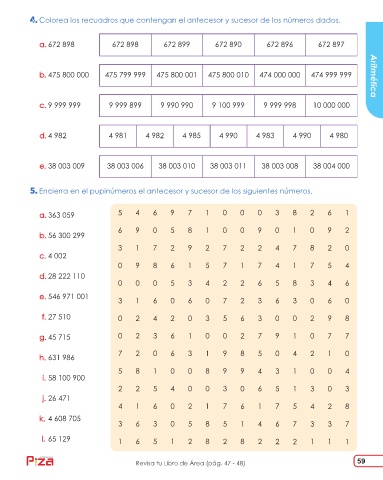 4. Colorea los recuadros que contengan el antecesor y sucesor de los números dados.
a. 672 898 672 898 672 899 672 890 672 896 672 897
b. 475 800 000 475 799 999 475 800 001 475 800 010 474 000 000 474 999 999
c. 9 999 999 9 999 899 9 990 990 9 100 999 9 999 998 10 000 000
d. 4 982 4 981 4 982 4 985 4 990 4 983 4 990 4 980
e. 38 003 009 38 003 006 38 003 010 38 003 011 38 003 008 38 004 000
Aritmética
5. Encierra en el pupinúmeros el antecesor y sucesor de los siguientes números.
a. 363 059
b. 56 300 299
c. 4 002
d. 28 222 110
e. 546 971 001
f. 27 510
g. 45 715
h. 631 986
i. 58 100 900
j. 26 471
k. 4 608 705
l. 65 129
5 4 6 9 7 1 0 0 0 3 8 2 6 1
6 9 0 5 8 1 0 0 9 0 1 0 9 2
3 1 7 2 9 2 7 2 2 4 7 8 2 0
0 9 8 6 1 5 7 1 7 4 1 7 5 4
0 0 0 5 3 4 2 2 6 5 8 3 4 6
3 1 6 0 6 0 7 2 3 6 3 0 6 0
0 2 4 2 0 3 5 6 3 0 0 2 9 8
0 2 3 6 1 0 0 2 7 9 1 0 7 7
7 2 0 6 3 1 9 8 5 0 4 2 1 0
5 8 1 0 0 8 9 9 4 3 1 0 0 4
2 2 5 4 0 0 3 0 6 5 1 3 0 3
4 1 6 0 2 1 7 6 1 7 5 4 2 8
3 6 3 0 5 8 5 1 4 6 7 3 3 7
1 6 5 1 2 8 2 8 2 2 2 1 1 1
Piza
Revisa tu Libro de Área (pág. 47 - 48)
59